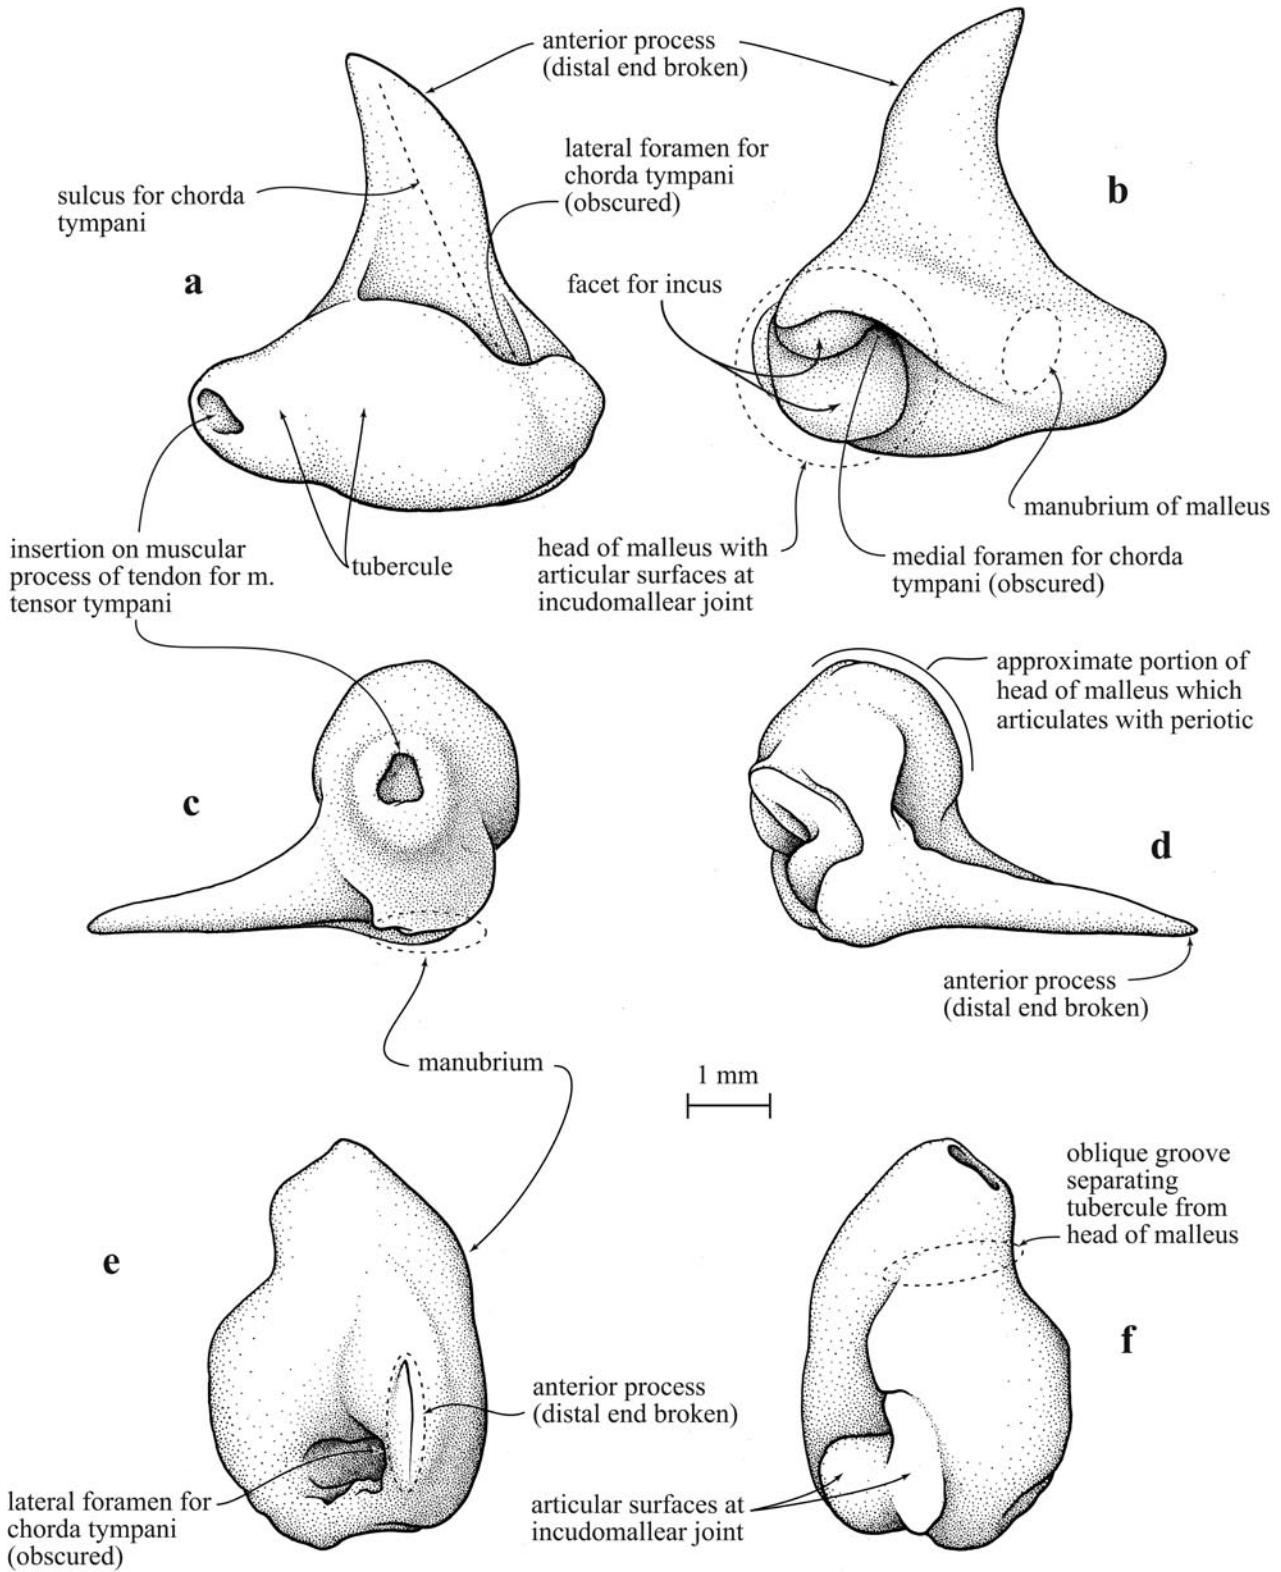 anterior process
(distal end broken)
lateral foramen for
chorda tympani
(obscured)
sulcus for chorda
tympani
a
b
facet for incus
manubrium of malleus
insertion on muscular
process of tendon for m.
tensor tympani
tubercule
head of malleus with
articular surfaces at
incudomallear joint
medial foramen for chorda
tympani (obscured)
approximate portion of
head of malleus which
articulates with periotic
c
d
anterior process
(distal end broken)
manubrium
1 mm
oblique groove
separating
tubercule from
head of malleus
e
f
anterior process
(distal end broken)
lateral foramen for
chorda tympani
(obscured)
articular surfaces at
incudomallear joint